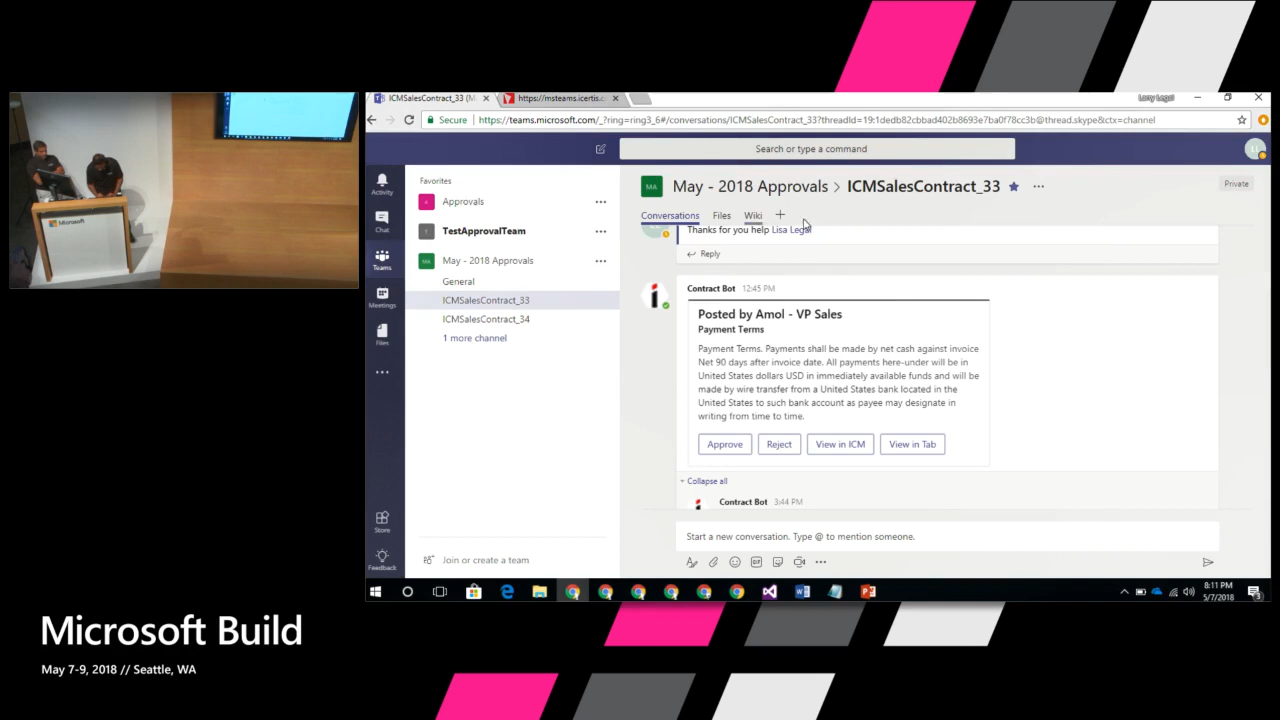 ICMSalesContract_33 (M
https://msteams.icertis.c
Larry Legal
Secure
https://teams.microsoft.com/_?ring=ring3_6#/conversations/ICMSalesContract_33?threadId=19:1dedb82cbbad402b8693e7ba0f78cc3b@thread.skype&ctx=channel
Search or type a command
LL
Activity
Chat
Teams
Meetings
Files
Store
Feedback
Favorites
Approvals
TestApprovalTeam
MA
May - 2018 Approvals
General
ICMSalesContract_33
ICMSalesContract_34
1 more channel
Join or create a team
MA
May - 2018 Approvals > ICMSalesContract_33
Private
Conversations Files Wiki
Thanks for you help Lisa Legal
Reply
Contract Bot 12:45 PM
Posted by Amol - VP Sales
Payment Terms
Payment Terms. Payments shall be made by net cash against invoice
Net 90 days after invoice date. All payments here-under will be in
United States dollars USD in immediately available funds and will be
made by wire transfer from a United States bank located in the
United States to such bank account as payee may designate in
writing from time to time.
Approve Reject View in ICM View in Tab
Collapse all
Contract Bot 3:44 PM
Start a new conversation. Type @ to mention someone.
GIF
8:11 PM
5/7/2018
Microsoft
Microsoft Build
May 7-9, 2018 // Seattle, WA